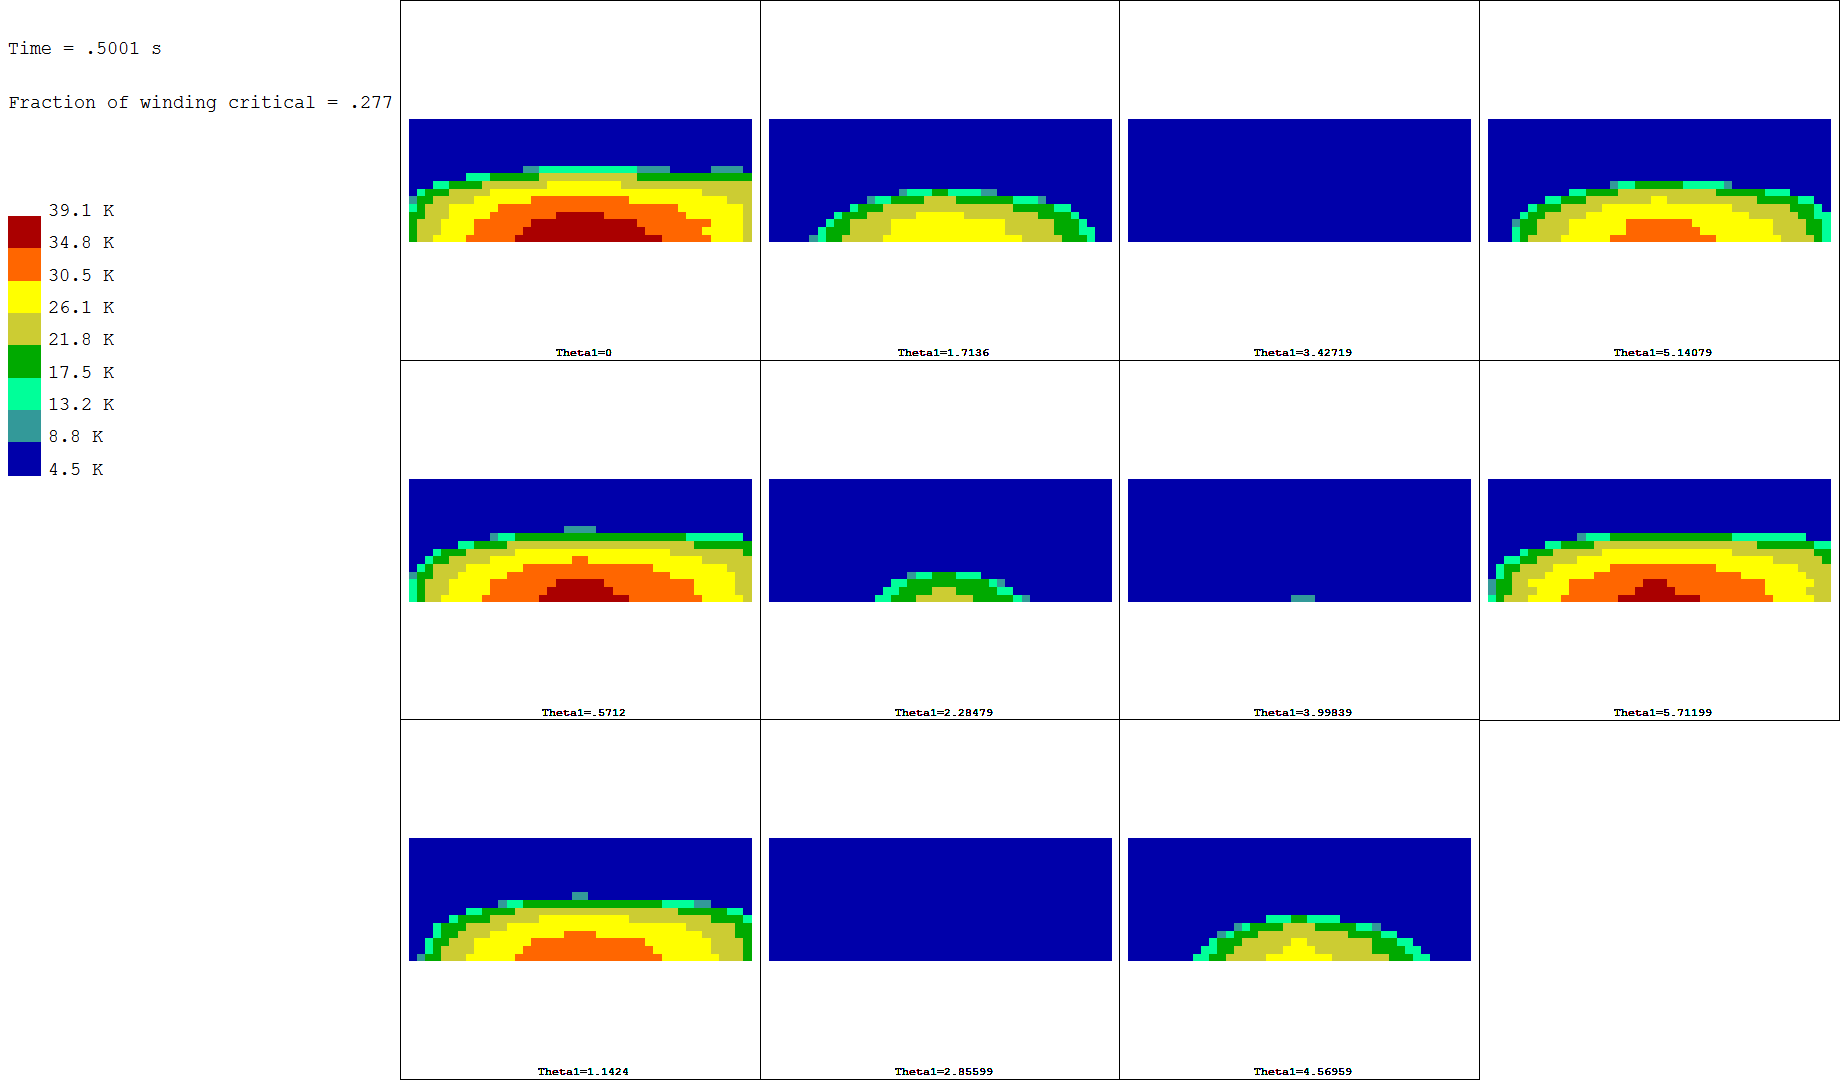 Time = .5001 s
Fraction of winding critical = .277
39.1 K
34.8 K
30.5 K
26.1 K
21.8 K
17.5 K
13.2 K
8.8 K
4.5 K
Theta1=0
Theta1=1.7136
Theta1=3.42719
Theta1=5.14079
Theta1=.5712
Theta1=2.28479
Theta1=3.99839
Theta1=5.71199
Theta1=1.1424
Theta1=2.85599
Theta1=4.56959